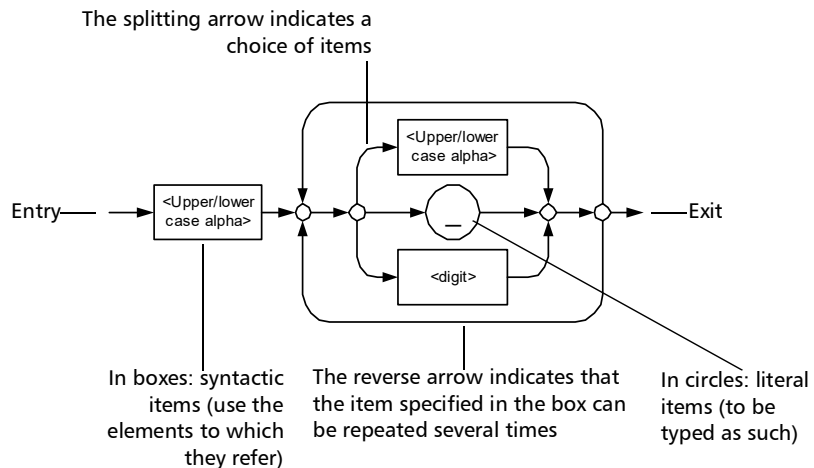 The splitting arrow indicates a
choice of items
<Upper/lower
case alpha>
Entry
<Upper/lower
case alpha>
_
Exit
<digit>
In boxes: syntactic
items (use the
elements to which
they refer)
The reverse arrow indicates that
the item specified in the box can
be repeated several times
In circles: literal
items (to be
typed as such)